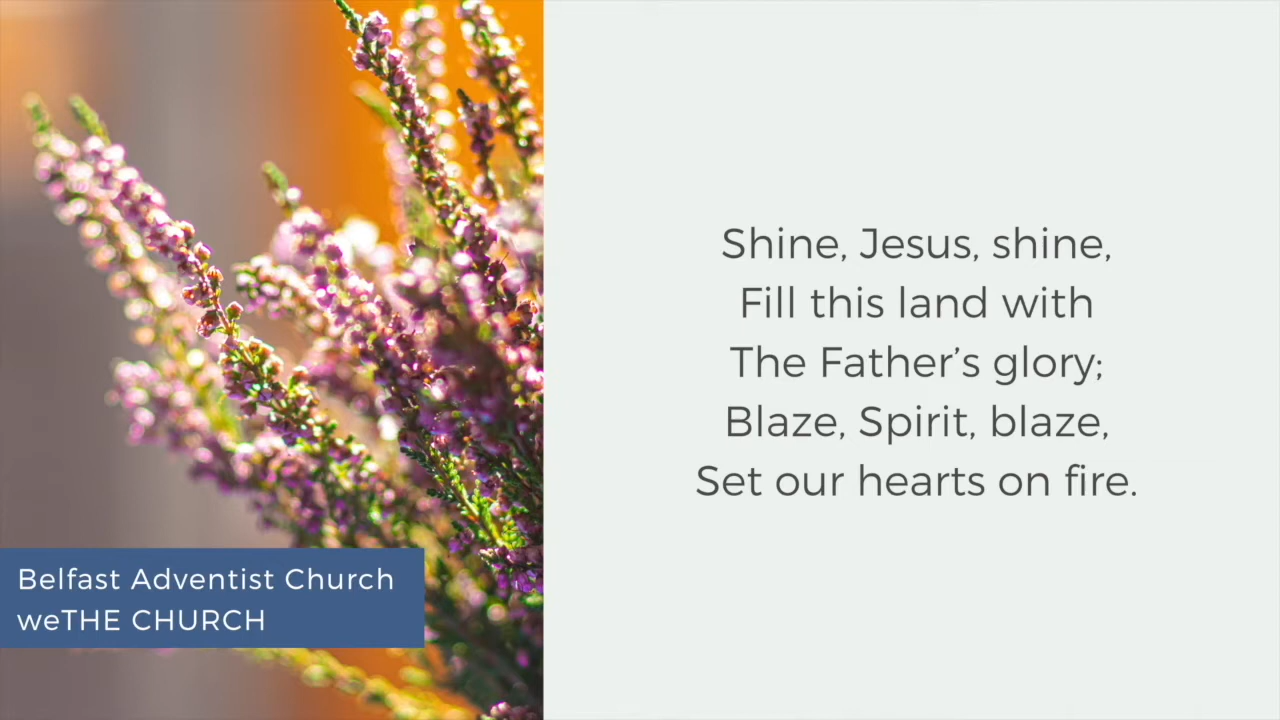 Shine, Jesus, shine,
Fill this land with
The Father’s glory;
Blaze, Spirit, blaze,
Set our hearts on fire.
Belfast Adventist Church
weTHE CHURCH